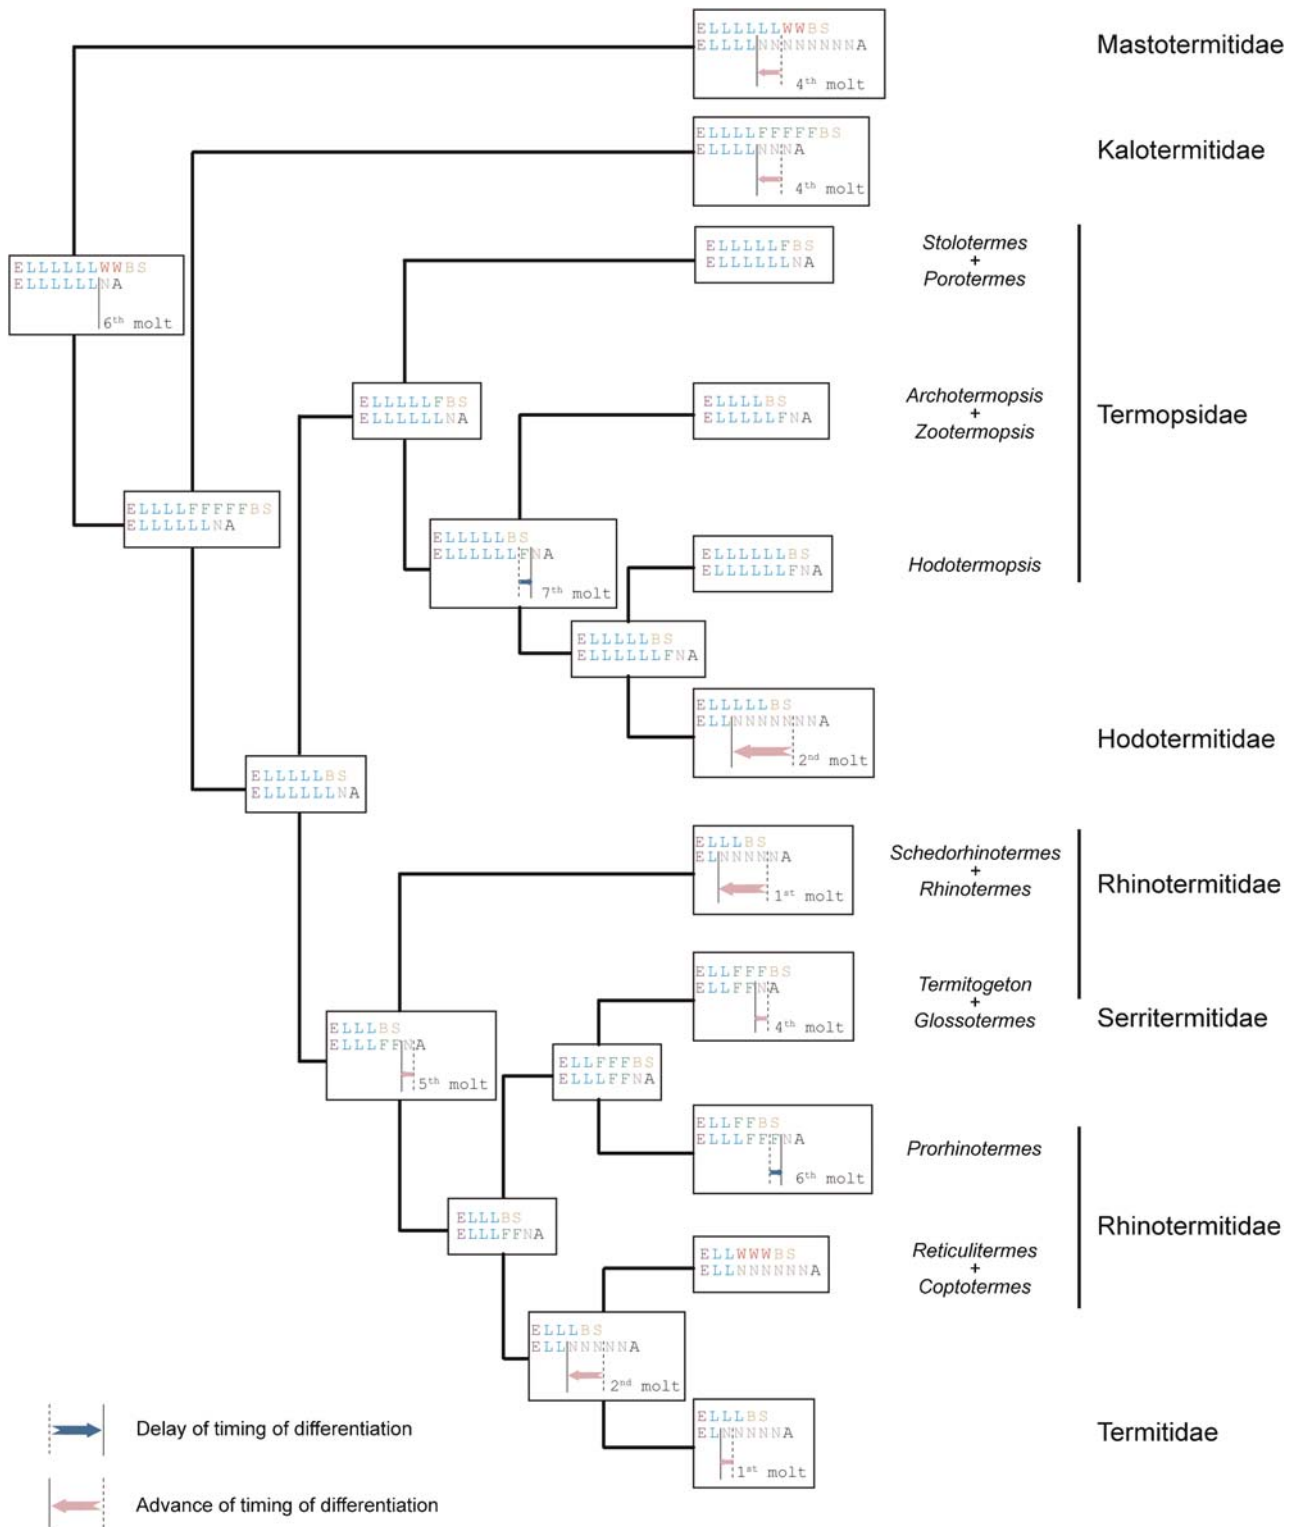 ELLLLLLWWBS
ELLLLNNNNNNNNA
4th molt
Mastotermitidae
ELLLLFFFFFBS
ELLLLNNNA
4th molt
Kalotermitidae
ELLLLLFBS
ELLLLLLNA
Stolotermes
+
Porotermes
ELLLLLLWWBS
ELLLLLLNA
6th molt
ELLLLLFBS
ELLLLLLNA
ELLLLBS
ELLLLLFNA
Archotermopsis
+
Zootermopsis
Termopsidae
ELLLLFFFFFBS
ELLLLLLNA
ELLLLLBS
ELLLLLLFNA
7th molt
ELLLLLLBS
ELLLLLLFNA
Hodotermopsis
ELLLLLBS
ELLLLLLFNA
ELLLLLBS
ELLNNNNNNNA
2nd molt
Hodotermitidae
ELLLLLBS
ELLLLLLNA
ELLLBS
ELNNNNNA
1st molt
Schedorhinotermes
+
Rhinotermes
Rhinotermitidae
ELLFFFBS
ELLFFNA
4th molt
Termitogeton
+
Glossotermes
Serritermitidae
ELLLBS
ELLLFFNA
5th molt
ELLFFFBS
ELLLFFNA
ELLFFBS
ELLLFFFNA
6th molt
Prorhinotermes
ELLLBS
ELLLFFNA
Rhinotermitidae
ELLWWWBS
ELLNNNNNNA
Reticulitermes
+
Coptotermes
ELLLBS
ELLNNNNNA
2nd molt
ELLLBS
ELNNNNNA
1st molt
Termitidae
Delay of timing of differentiation
Advance of timing of differentiation